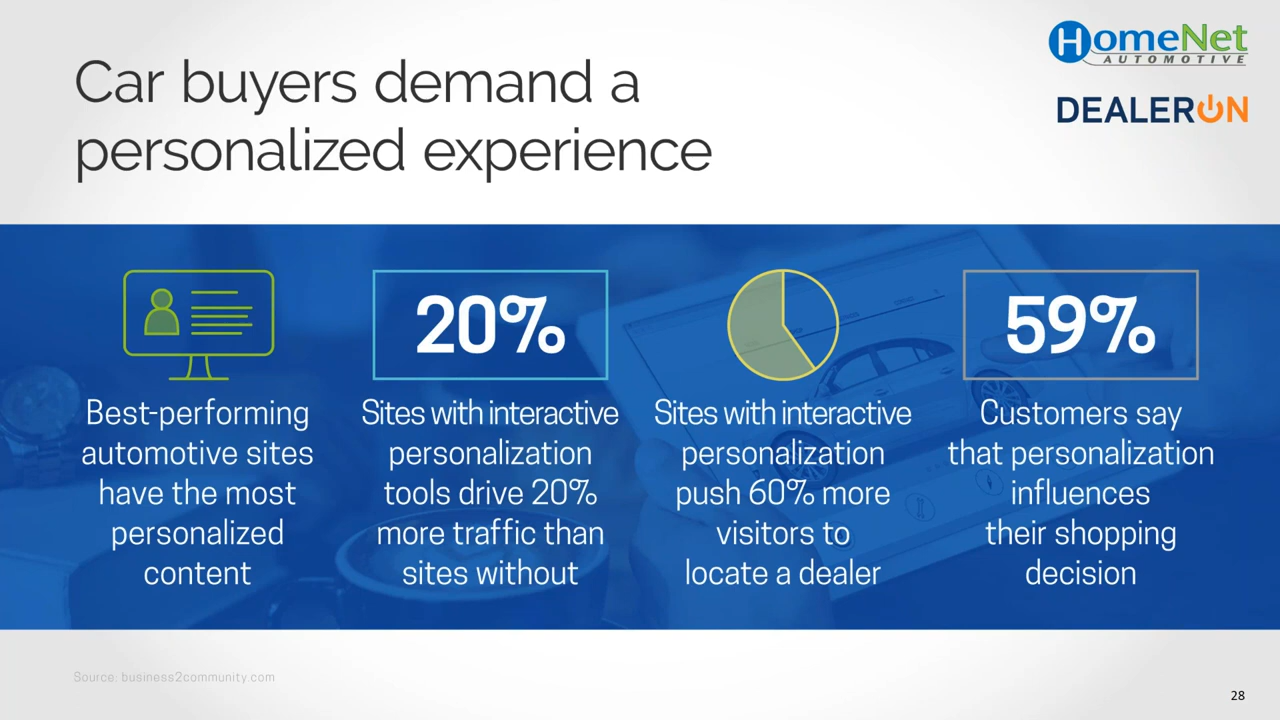 HomeNet
AUTOMOTIVE
DEALERON
Car buyers demand a
personalized experience
Best-performing
automotive sites
have the most
personalized
content
20%
Sites with interactive
personalization
tools drive 20%
more traffic than
sites without
Sites with interactive
personalization
push 60% more
visitors to
locate a dealer
59%
Customers say
that personalization
influences
their shopping
decision
Source: business2community.com
28